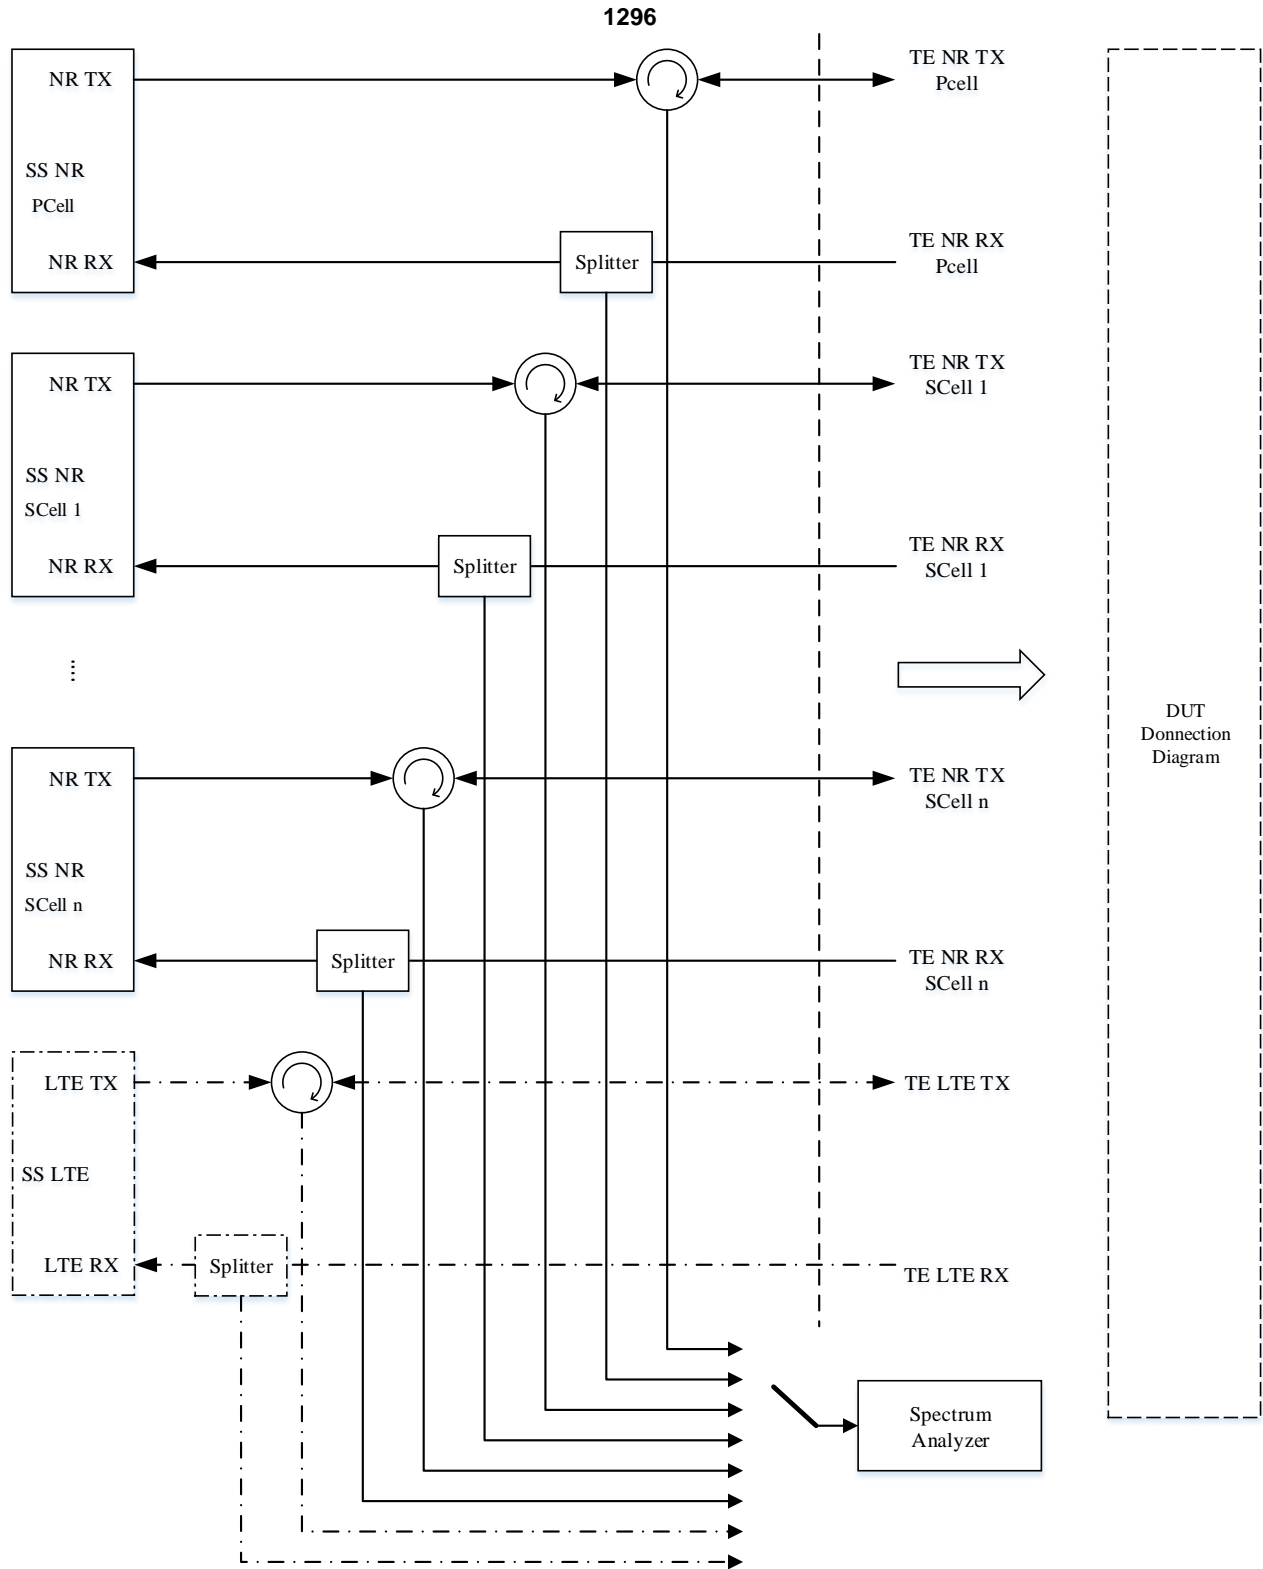 1296
NR TX
SS NR
PCell
NR RX
Splitter
TE NR TX
Pcell
TE NR RX
Pcell
NR TX
SS NR
SCell 1
NR RX
Splitter
TE NR TX
SCell 1
TE NR RX
SCell 1
NR TX
SS NR
SCell n
NR RX
Splitter
TE NR TX
SCell n
TE NR RX
SCell n
DUT
Donnection
Diagram
LTE TX
SS LTE
LTE RX
Splitter
TE LTE TX
TE LTE RX
Spectrum
Analyzer